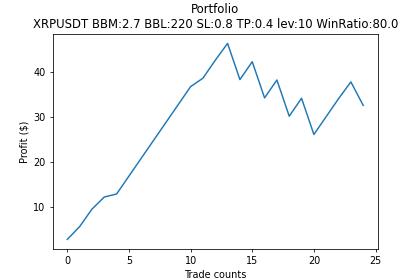 Portfolio
XRPUSDT BBM:2.7 BBL:220 SL:0.8 TP:0.4 lev:10 WinRatio:80.0
Profit ($)
40
30
20
10
0 5 10 15 20 25
Trade counts